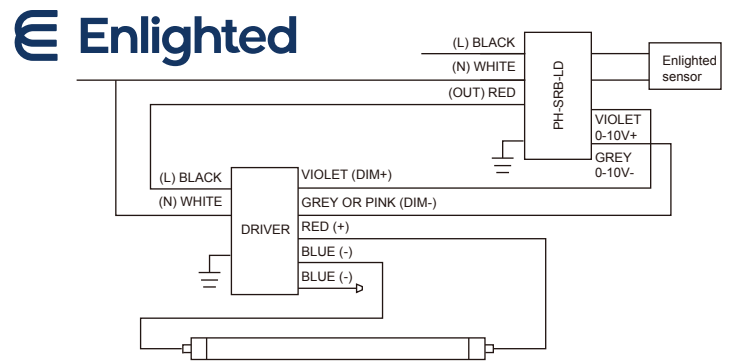 Enlighted
(L) BLACK
(N) WHITE
(OUT) RED
PH-SRB-LD
Enlighted
sensor
VIOLET
0-10V+
GREY
0-10V-
(L) BLACK
(N) WHITE
DRIVER
VIOLET (DIM+)
GREY OR PINK (DIM-)
RED (+)
BLUE (-)
BLUE (-)